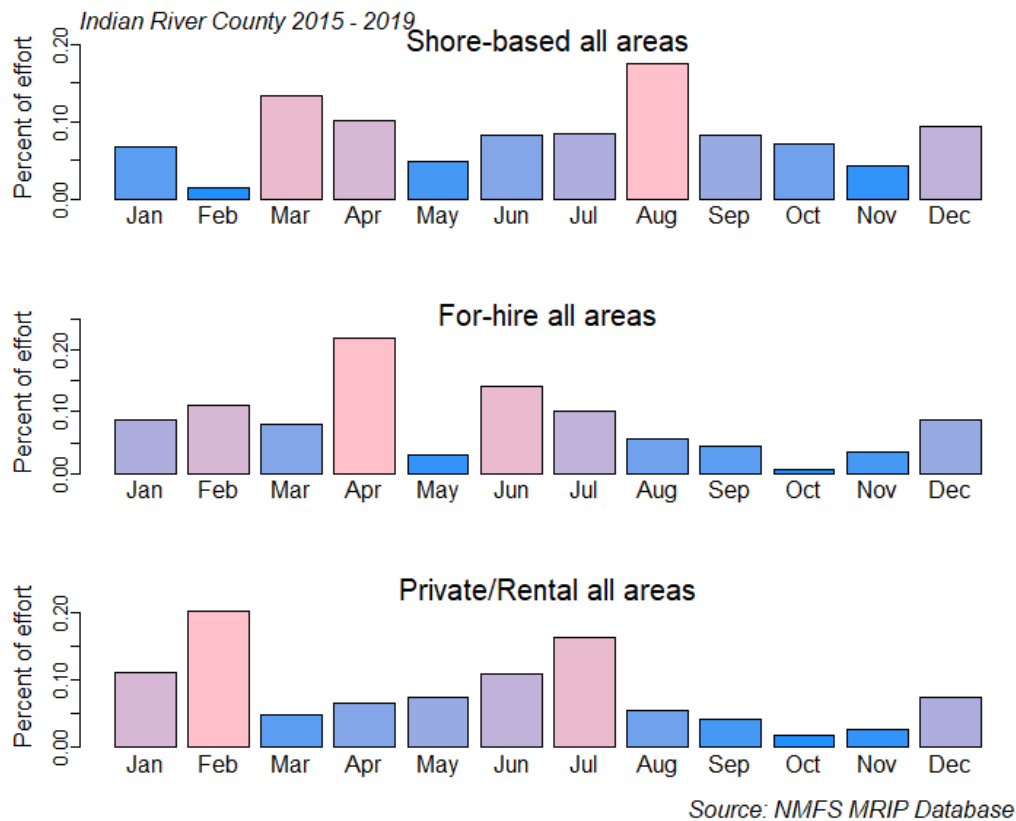 Indian River County 2015 - 2019
Shore-based all areas
Percent of effort
0.20
0.10
0.00
Jan Feb Mar Apr May Jun Jul Aug Sep Oct Nov Dec
For-hire all areas
Percent of effort
0.20
0.10
0.00
Jan Feb Mar Apr May Jun Jul Aug Sep Oct Nov Dec
Private/Rental all areas
Percent of effort
0.20
0.10
0.00
Jan Feb Mar Apr May Jun Jul Aug Sep Oct Nov Dec
Source: NMFS MRIP Database